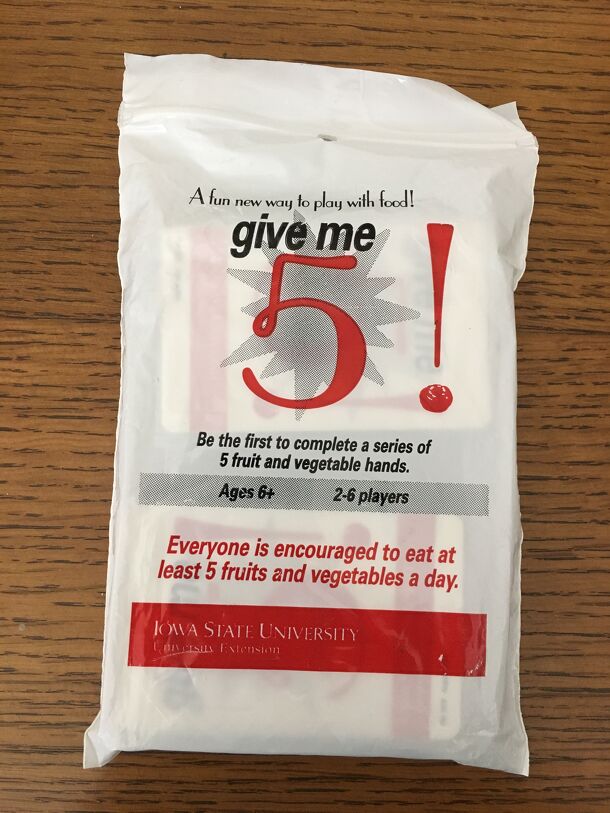 A fun new way to play with food!
give me
5!
Be the first to complete a series of
5 fruit and vegetable hands.
Ages 6+ 2-6 players
Everyone is encouraged to eat at
least 5 fruits and vegetables a day.
IOWA STATE UNIVERSITY
University Extension